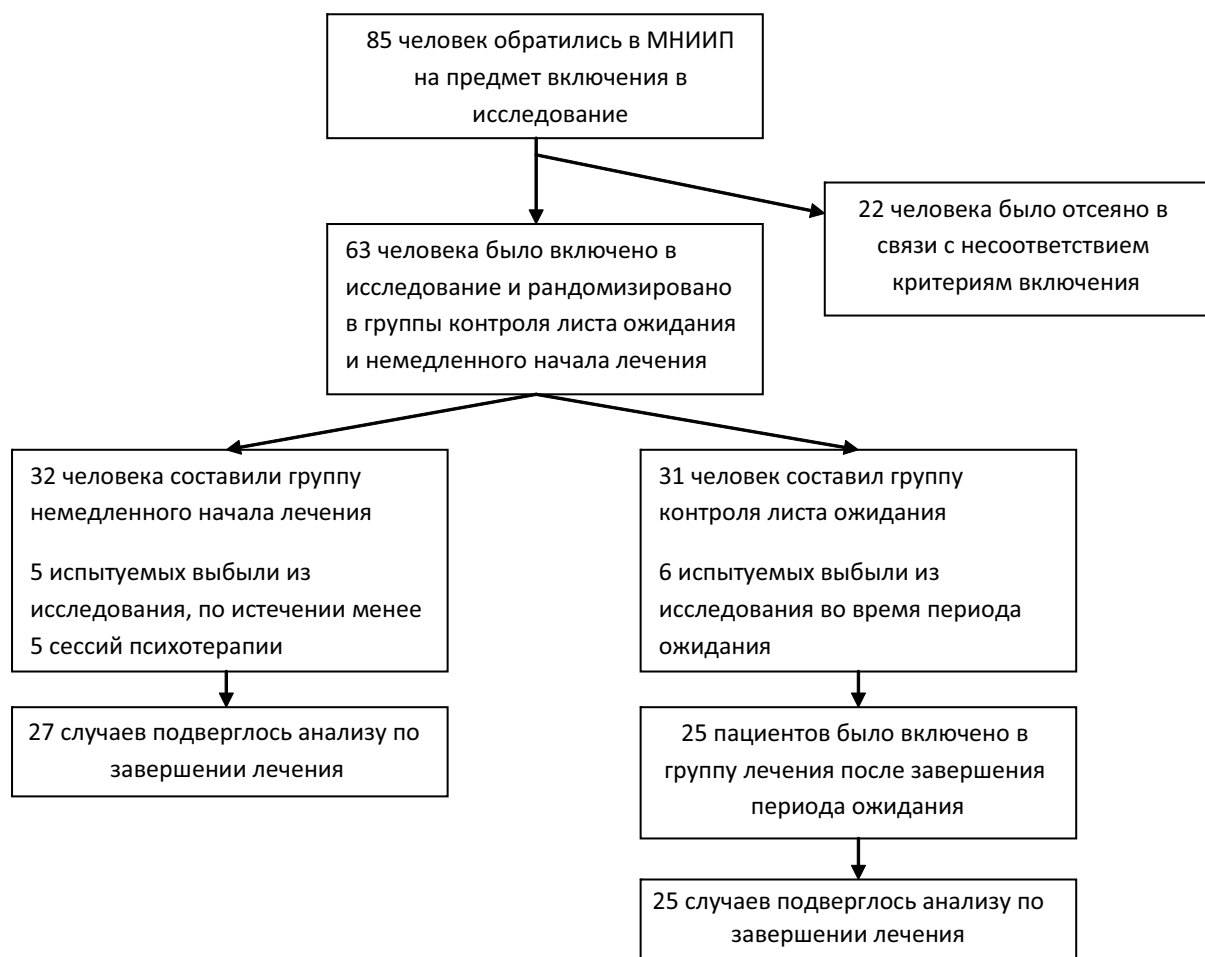 85 человек обратились в МНИИП
на предмет включения в
исследование
22 человека было отсеяно в
связи с несоответствием
критериям включения
63 человека было включено в
исследование и рандомизировано
в группы контроля листа ожидания
и немедленного начала лечения
32 человека составили группу
немедленного начала лечения
5 испытуемых выбыли из
исследования, по истечении менее
5 сессий психотерапии
31 человек составил группу
контроля листа ожидания
6 испытуемых выбыли из
исследования во время периода
ожидания
27 случаев подверглось анализу по
завершении лечения
25 пациентов было включено в
группу лечения после завершения
периода ожидания
25 случаев подверглось анализу по
завершении лечения